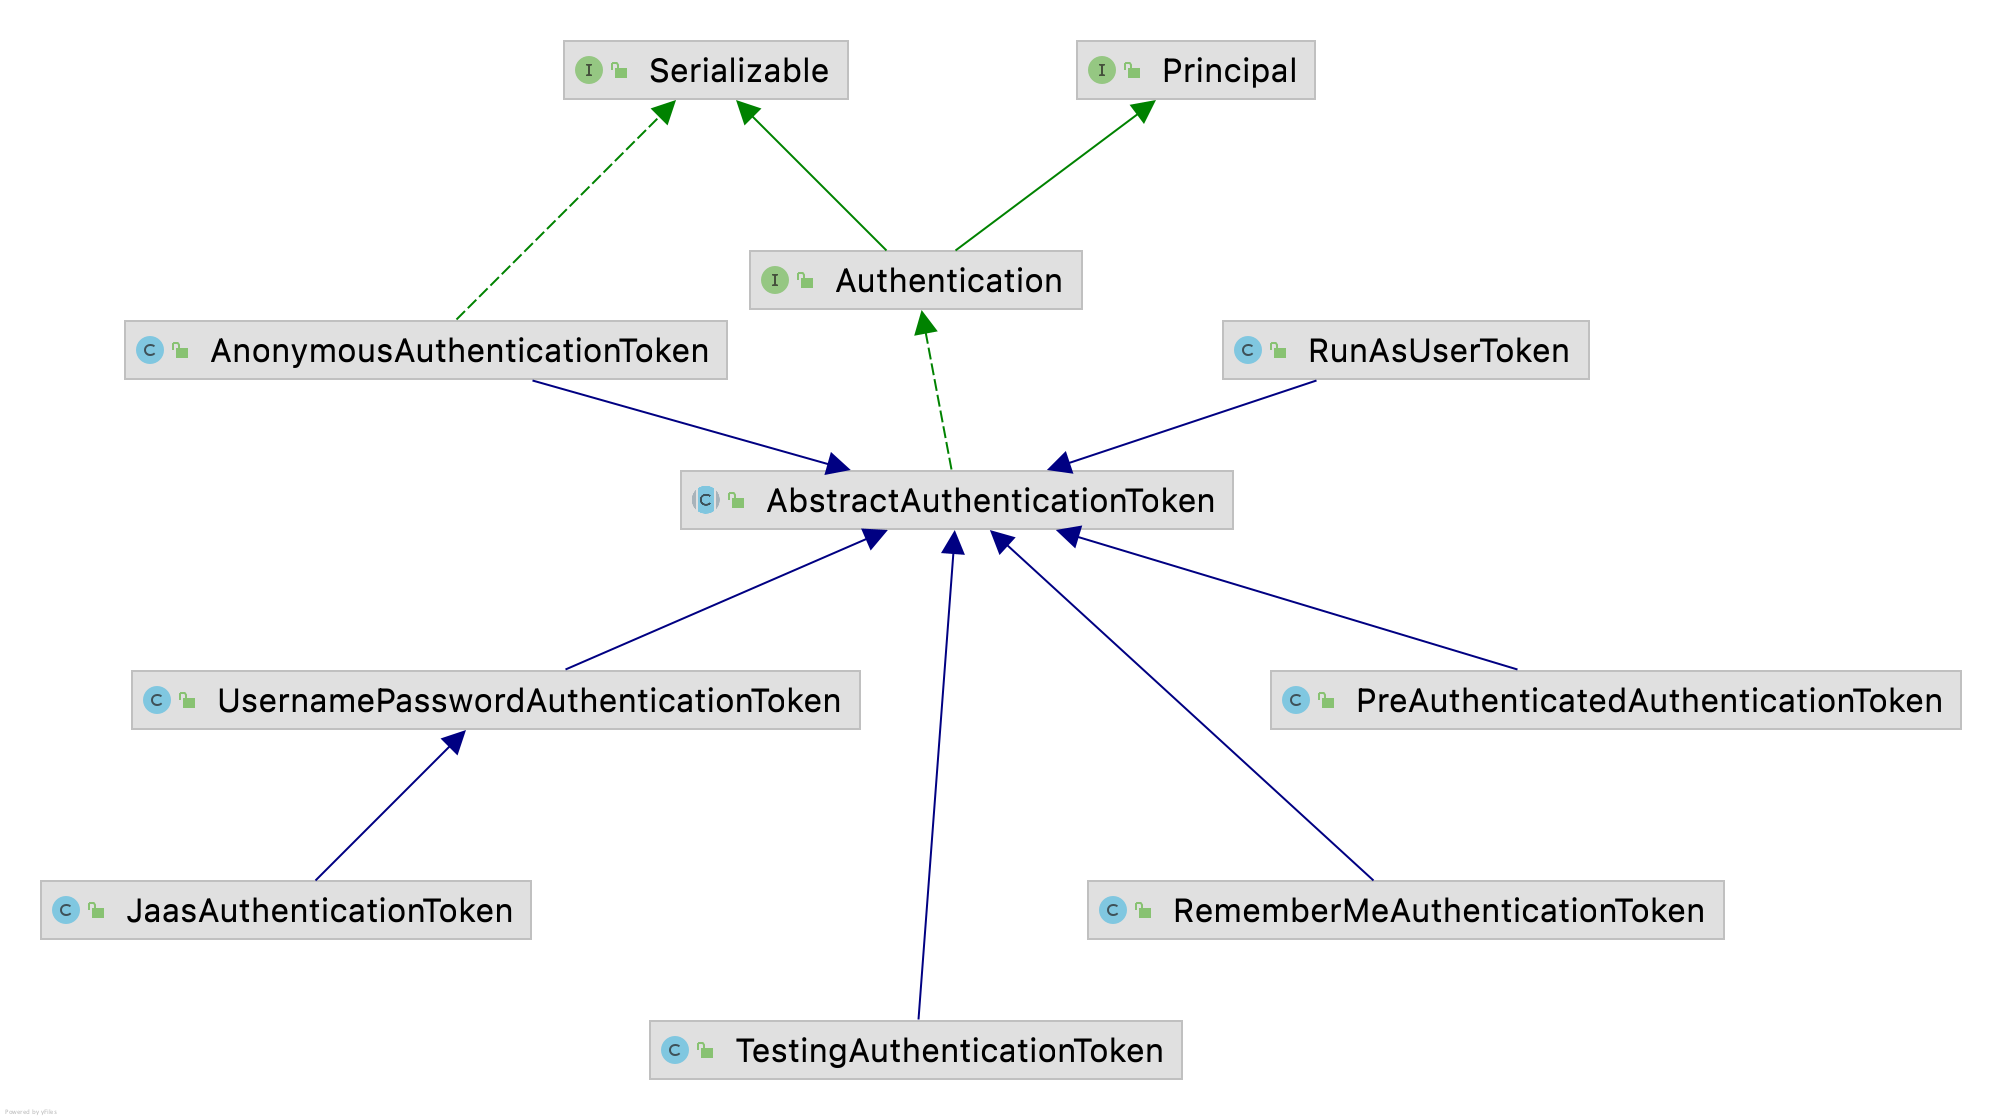 I Serializable
I Principal
I Authentication
C AnonymousAuthenticationToken
C RunAsUserToken
C AbstractAuthenticationToken
C UsernamePasswordAuthenticationToken
C PreAuthenticatedAuthenticationToken
C JaasAuthenticationToken
C RememberMeAuthenticationToken
C TestingAuthenticationToken
Powered by yFiles